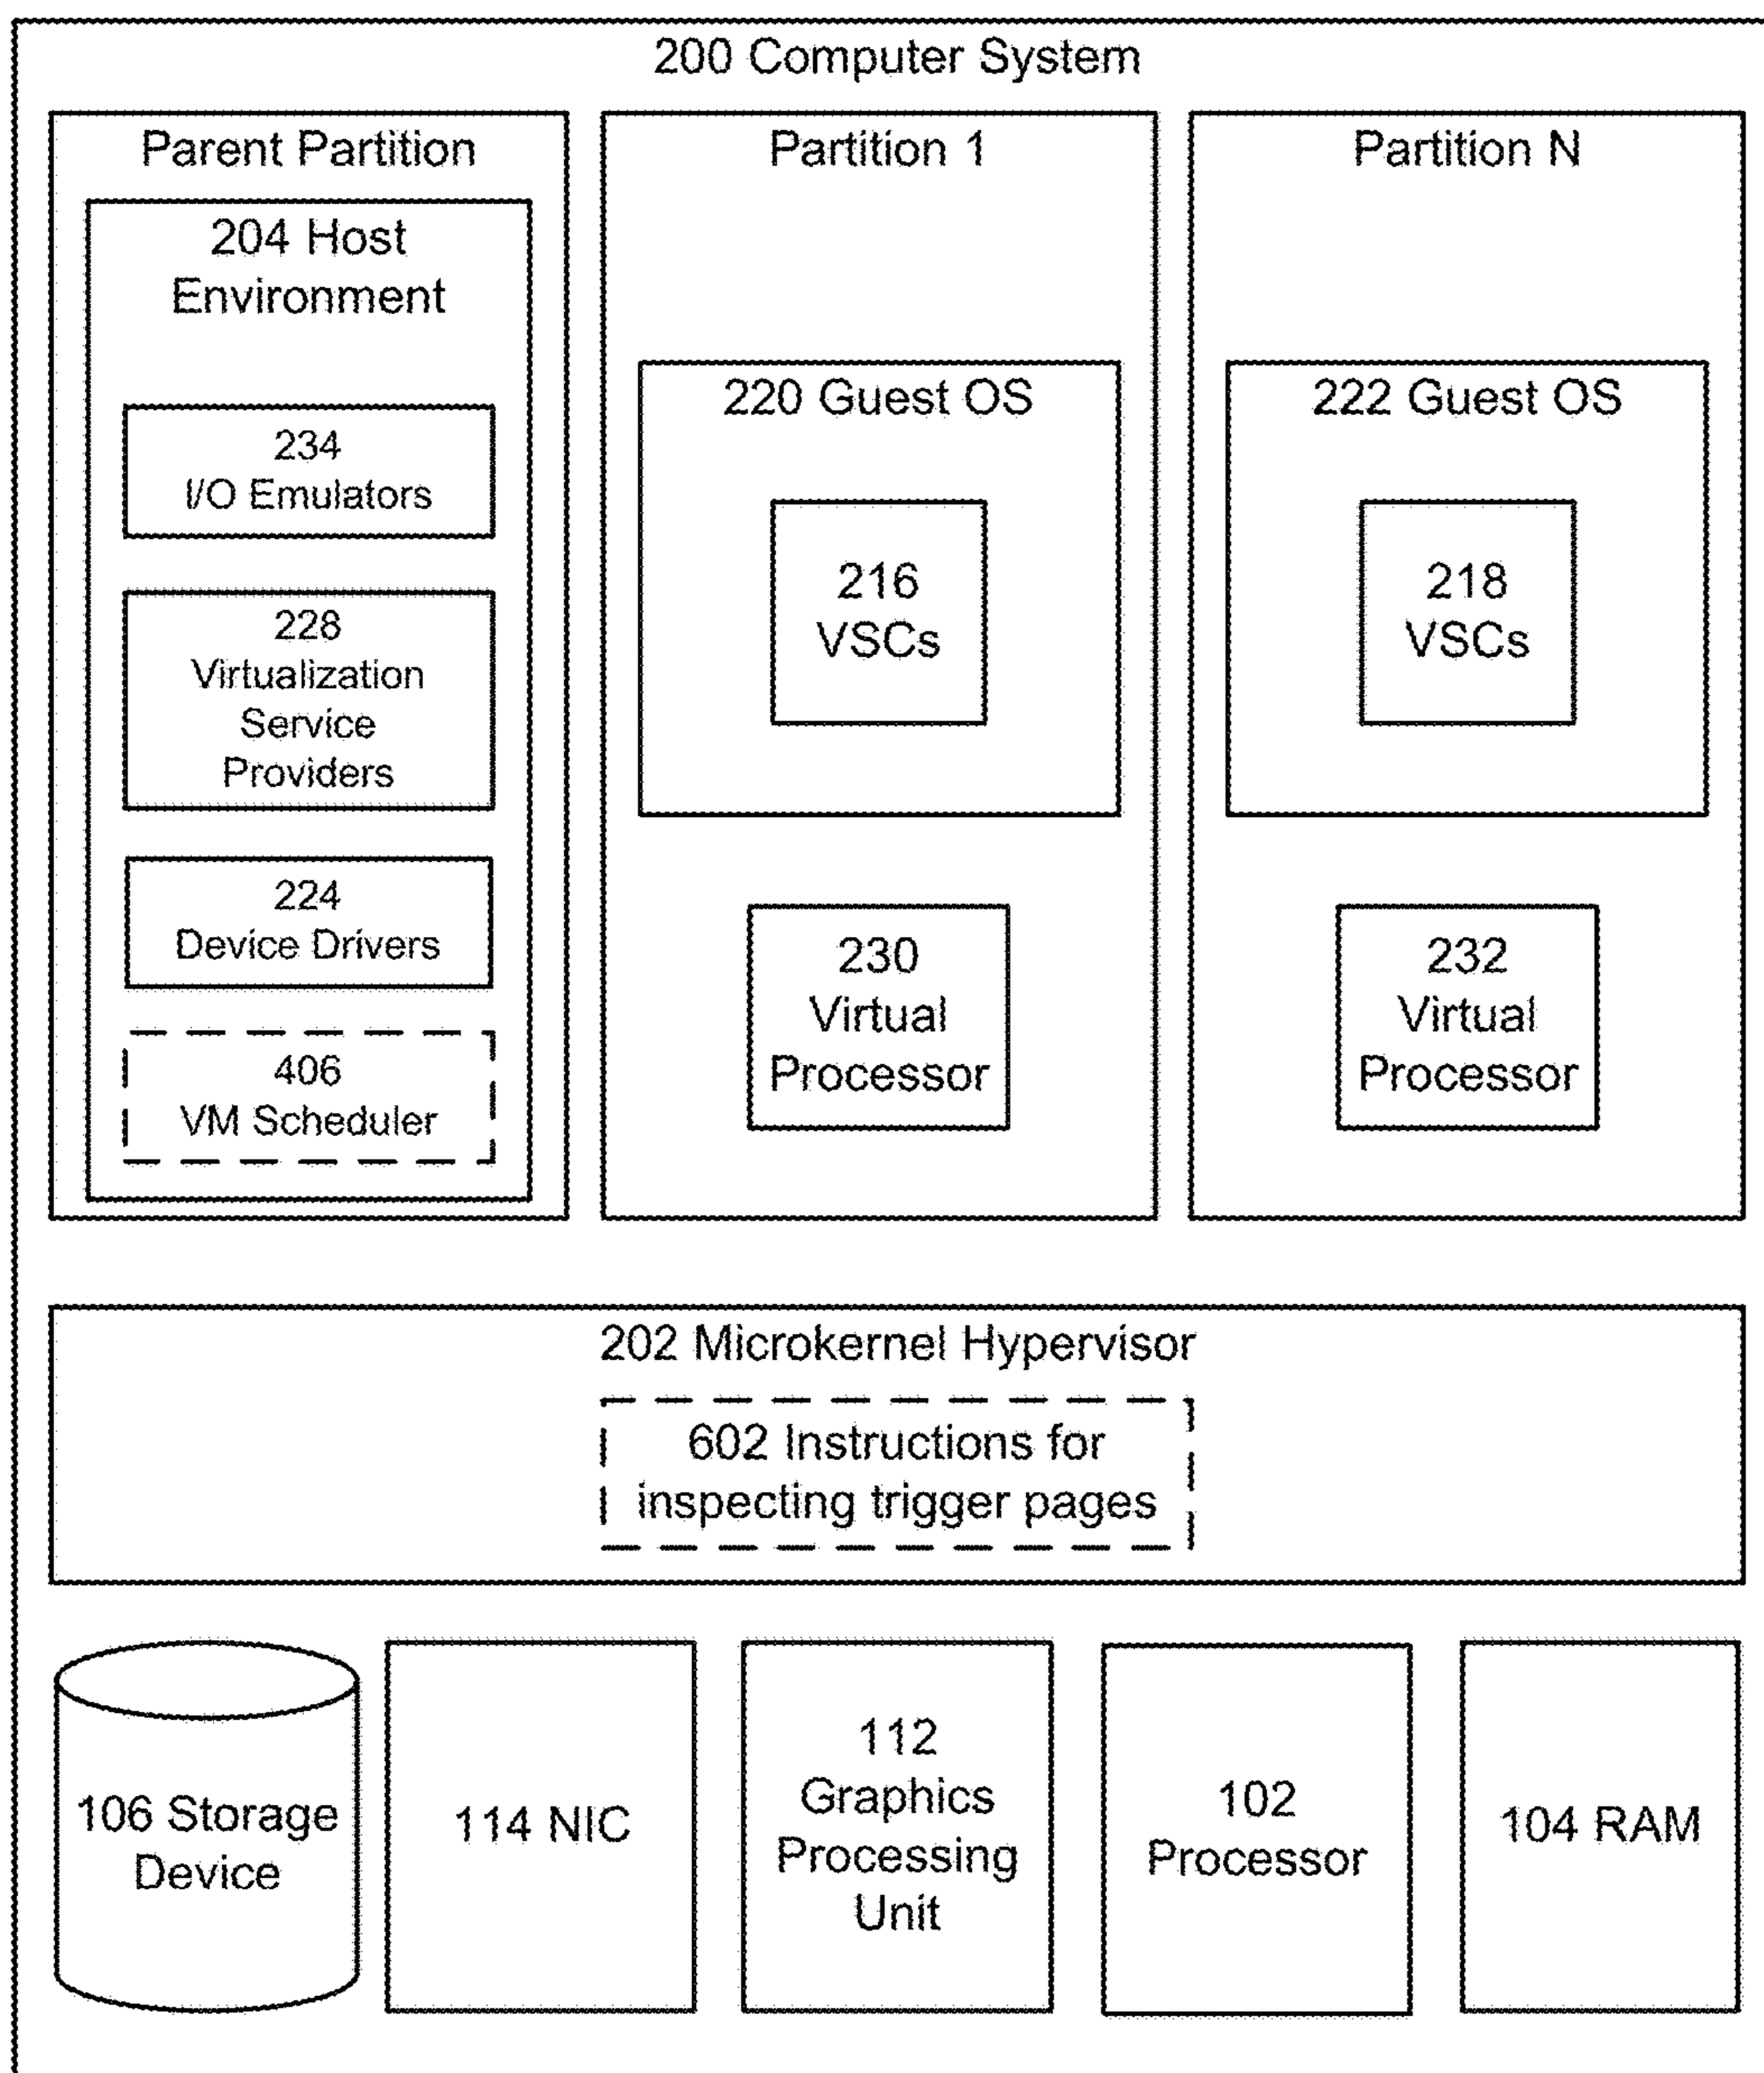 200 Computer System
Parent Partition
204 Host
Environment
234
I/O Emulators
228
Virtualization
Service
Providers
224
Device Drivers
406
VM Scheduler
Partition 1
220 Guest OS
216
VSCs
230
Virtual
Processor
Partition N
222 Guest OS
218
VSCs
232
Virtual
Processor
202 Microkernel Hypervisor
602 Instructions for
inspecting trigger pages
106 Storage
Device
114 NIC
112
Graphics
Processing
Unit
102
Processor
104 RAM